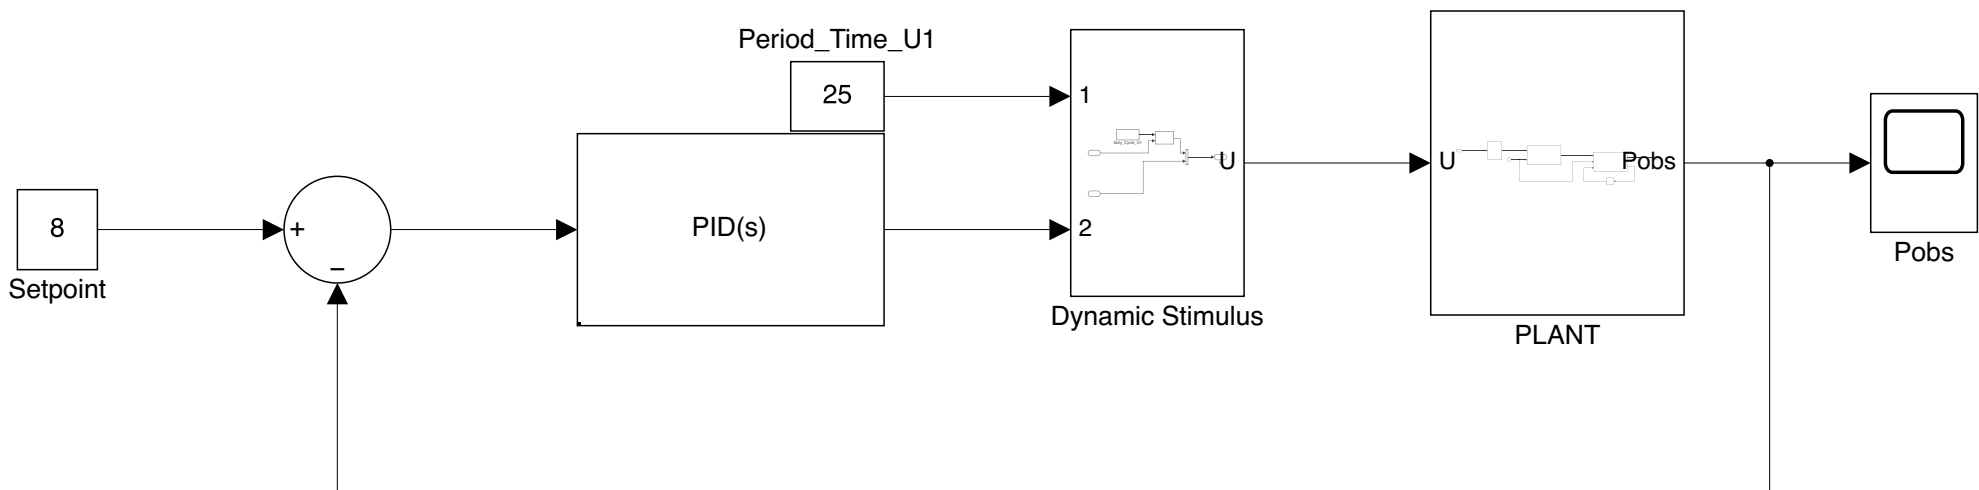 Period_Time_U1
25
1
2
U
U
Pobs
8
+
−
Setpoint
PID(s)
Dynamic Stimulus
PLANT
Pobs